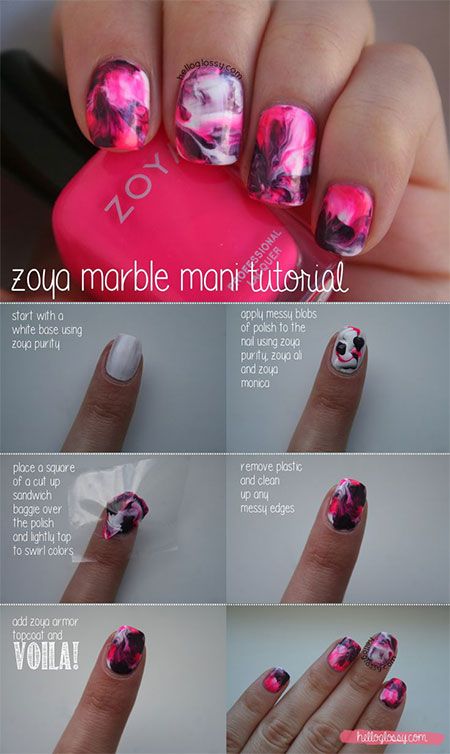 helloglossy.com
ZOYA
PROFESSIONAL
LACQUER
zoya marble mani tutorial
start with a
white base using
zoya purity
apply messy blobs
of polish to the
nail using zoya
purity, zoya ali
and zoya
monica
place a square
of a cut up
sandwich
baggie over
the polish
and lightly tap
to swirl colors
remove plastic
and clean
up any
messy edges
add zoya armor
topcoat and
VOILA!
helloglossy.com
helloglossy.com